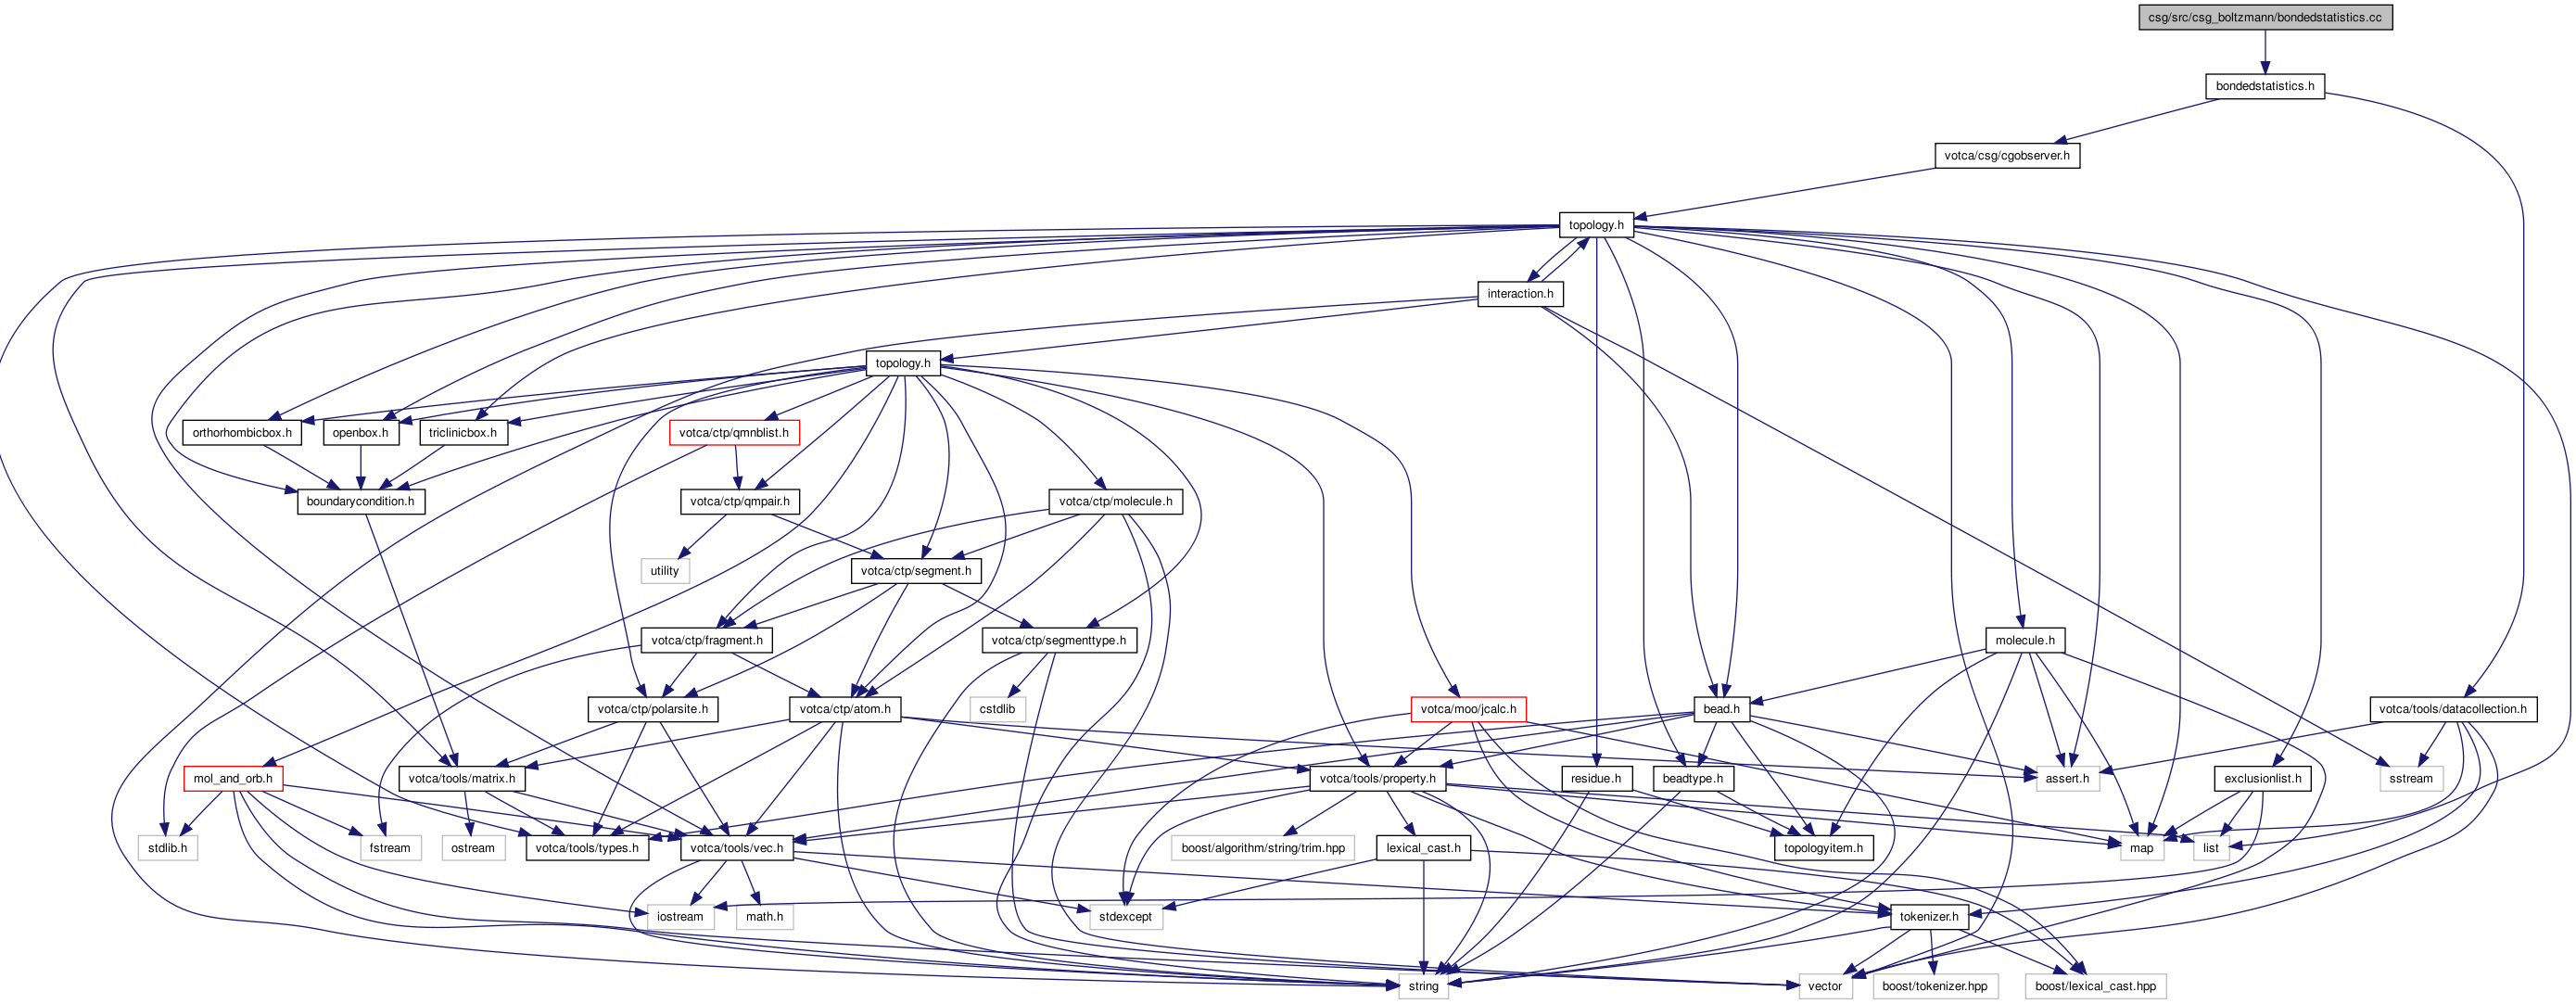 csg/src/csg_boltzmann/bondedstatistics.cc
bondedstatistics.h
votca/csg/cgobserver.h
topology.h
interaction.h
topology.h
orthorhombicbox.h
openbox.h
triclinicbox.h
votca/ctp/qmnblist.h
boundarycondition.h
votca/ctp/qmpair.h
votca/ctp/molecule.h
utility
votca/ctp/segment.h
votca/ctp/fragment.h
votca/ctp/segmenttype.h
molecule.h
votca/ctp/polarsite.h
votca/ctp/atom.h
cstdlib
votca/moo/jcalc.h
bead.h
votca/tools/datacollection.h
mol_and_orb.h
votca/tools/matrix.h
votca/tools/property.h
residue.h
beadtype.h
assert.h
exclusionlist.h
sstream
stdlib.h
fstream
ostream
votca/tools/types.h
votca/tools/vec.h
boost/algorithm/string/trim.hpp
lexical_cast.h
topologyitem.h
map
list
iostream
math.h
stdexcept
tokenizer.h
string
vector
boost/tokenizer.hpp
boost/lexical_cast.hpp